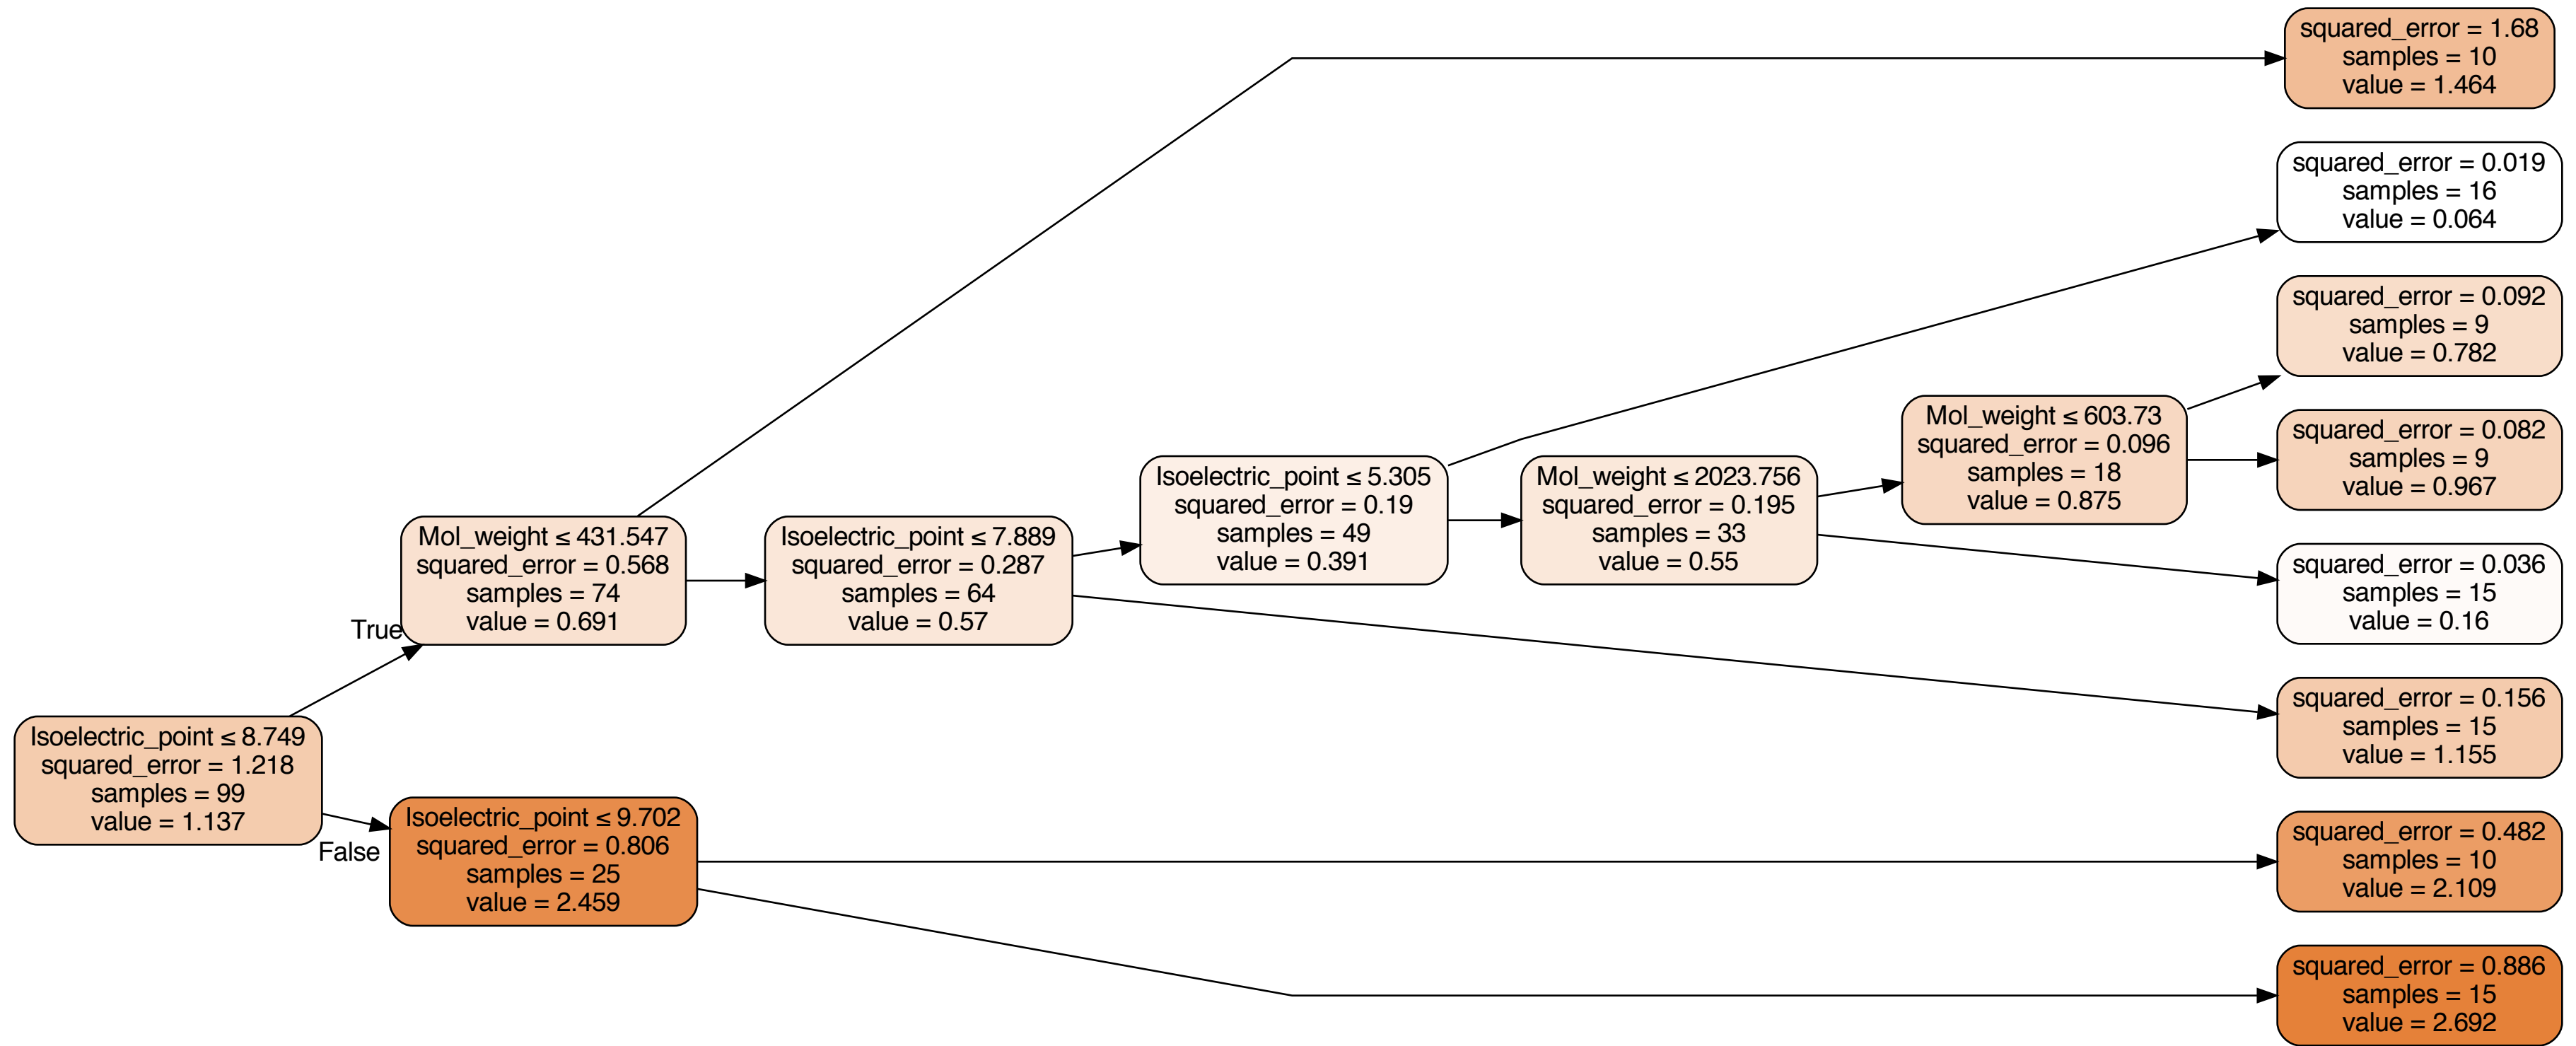 squared_error = 1.68
samples = 10
value = 1.464
squared_error = 0.019
samples = 16
value = 0.064
squared_error = 0.092
samples = 9
value = 0.782
Mol_weight ≤ 603.73
squared_error = 0.096
samples = 18
value = 0.875
squared_error = 0.082
samples = 9
value = 0.967
Isoelectric_point ≤ 5.305
squared_error = 0.19
samples = 49
value = 0.391
Mol_weight ≤ 2023.756
squared_error = 0.195
samples = 33
value = 0.55
Mol_weight ≤ 431.547
squared_error = 0.568
samples = 74
value = 0.691
Isoelectric_point ≤ 7.889
squared_error = 0.287
samples = 64
value = 0.57
squared_error = 0.036
samples = 15
value = 0.16
True
squared_error = 0.156
samples = 15
value = 1.155
Isoelectric_point ≤ 8.749
squared_error = 1.218
samples = 99
value = 1.137
False
Isoelectric_point ≤ 9.702
squared_error = 0.806
samples = 25
value = 2.459
squared_error = 0.482
samples = 10
value = 2.109
squared_error = 0.886
samples = 15
value = 2.692